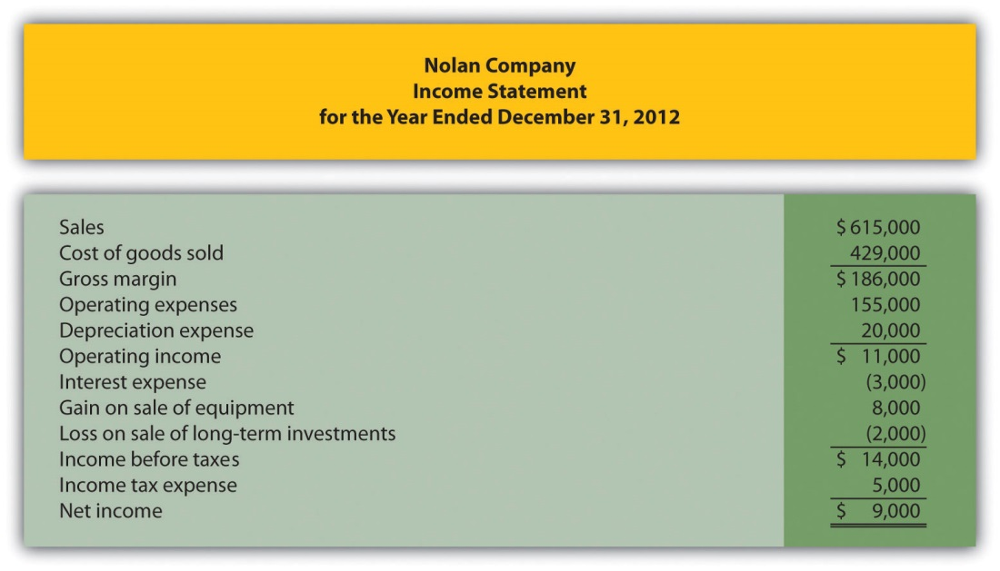 Nolan Company
Income Statement
for the Year Ended December 31, 2012
Sales $ 615,000
Cost of goods sold 429,000
Gross margin $ 186,000
Operating expenses 155,000
Depreciation expense 20,000
Operating income $ 11,000
Interest expense (3,000)
Gain on sale of equipment 8,000
Loss on sale of long-term investments (2,000)
Income before taxes $ 14,000
Income tax expense 5,000
Net income $ 9,000